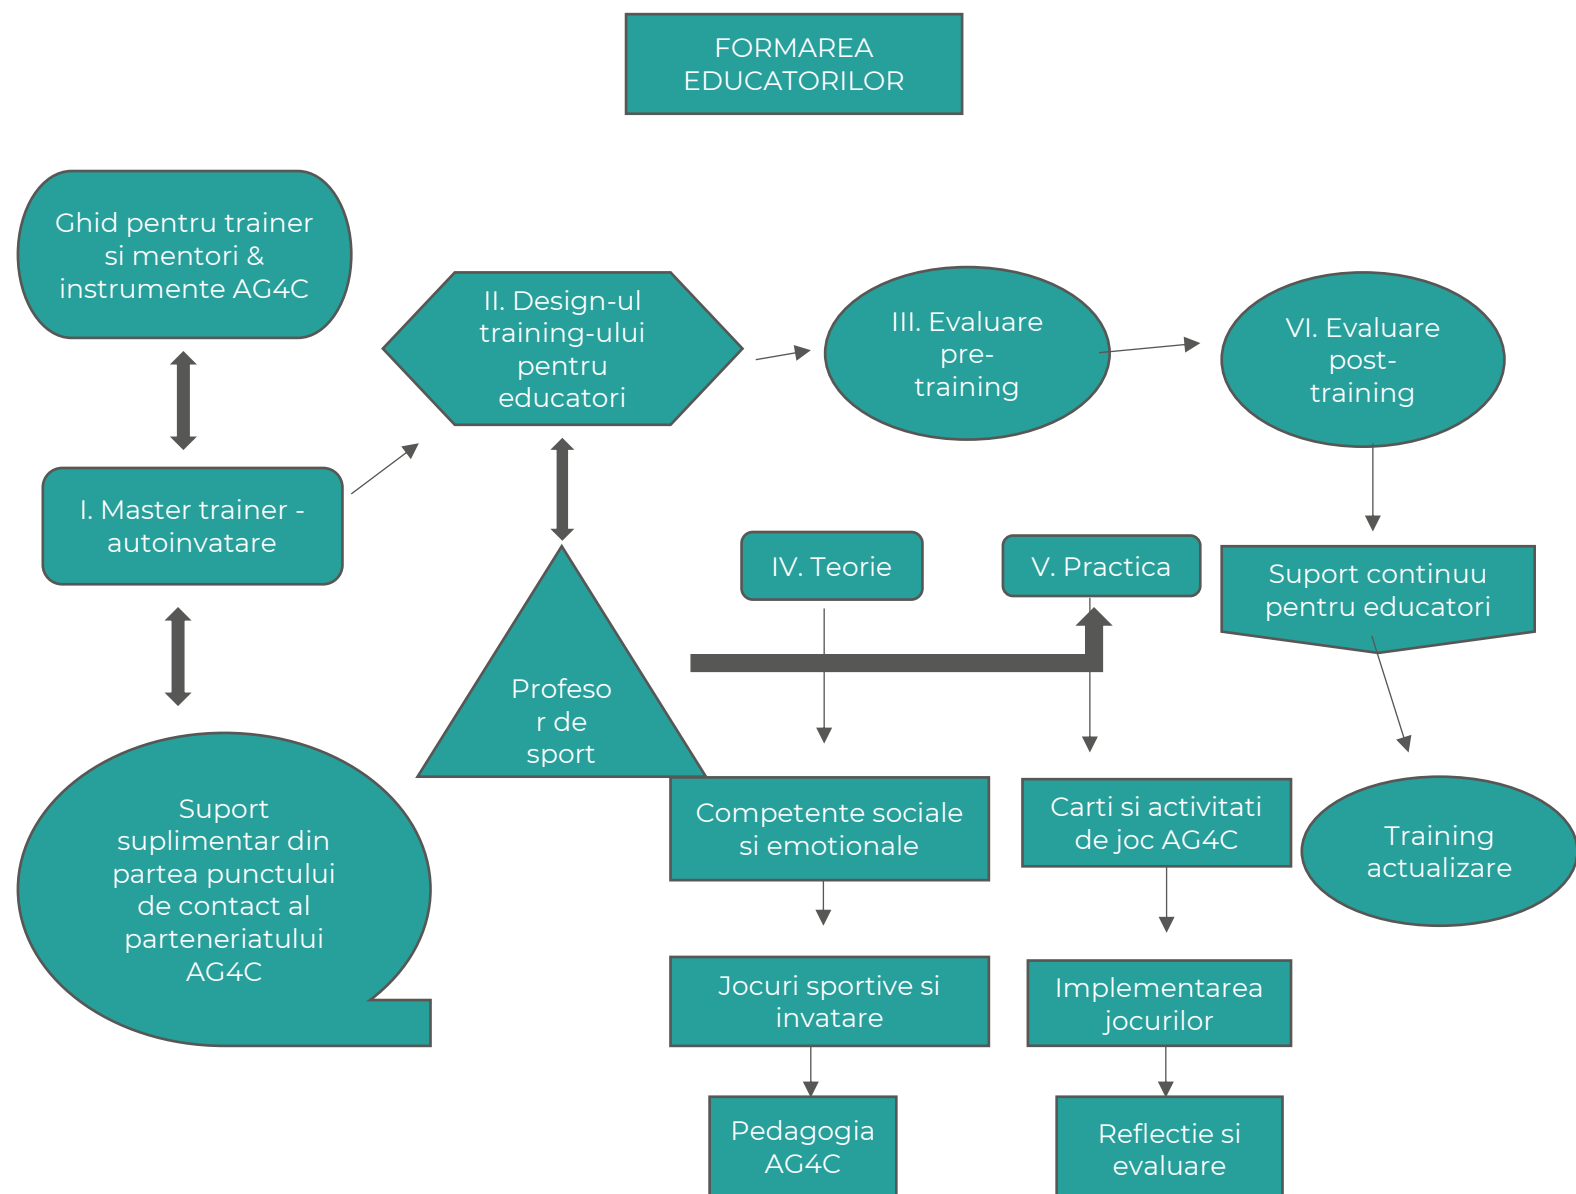 FORMAREA
EDUCATORILOR
Ghid pentru trainer
si mentori &
instrumente AG4C
II. Design-ul
training-ului
pentru
educatori
III. Evaluare
pre-
training
VI. Evaluare
post-
training
I. Master trainer -
autoinvatare
IV. Teorie
V. Practica
Suport continuu
pentru educatori
Profeso
r de
sport
Suport
suplimentar din
partea punctului
de contact al
parteneriatului
AG4C
Competente sociale
si emotionale
Carti si activitati
de joc AG4C
Training
actualizare
Jocuri sportive si
invatare
Implementarea
jocurilor
Pedagogia
AG4C
Reflectie si
evaluare